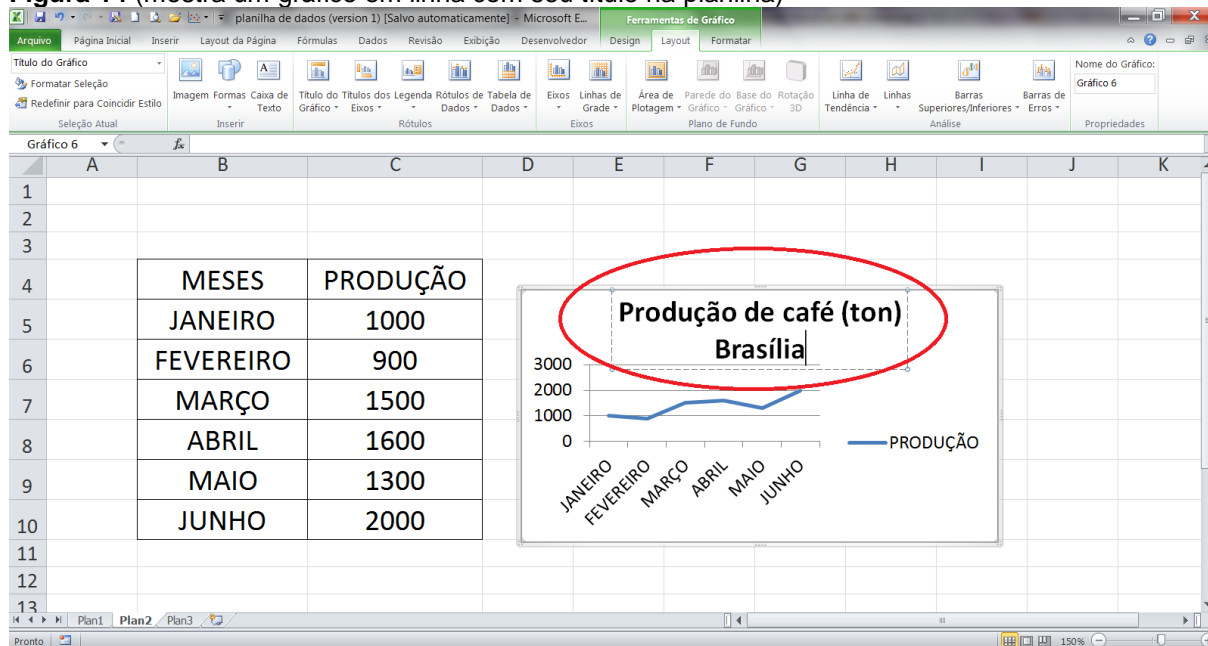 Figura 44 (mostra um gráfico em linha com seu título na planilha)
planilha de dados (version 1) [Salvo automaticamente] - Microsoft E...
Ferramentas de Gráfico
Arquivo Página Inicial Inserir Layout da Página Fórmulas Dados Revisão Exibição Desenvolvedor Design Layout Formatar
Título do Gráfico
Formatar Seleção
Redefinir para Coincidir Estilo
Seleção Atual
Imagem Formas Caixa de Texto
Inserir
Título do Gráfico Títulos dos Eixos Legenda Rótulos de Dados Tabela de Dados
Rótulos
Eixos Linhas de Grade
Eixos
Área de Plotagem Parede do Gráfico Base do Gráfico Rotação 3D
Plano de Fundo
Linha de Tendência Linhas Barras Superiores/Inferiores Barras de Erros
Análise
Nome do Gráfico:
Gráfico 6
Propriedades
Gráfico 6 fx
A B C D E F G H I J K
1
2
3
4 MESES PRODUÇÃO
5 JANEIRO 1000
6 FEVEREIRO 900
7 MARÇO 1500
8 ABRIL 1600
9 MAIO 1300
10 JUNHO 2000
11
12
13
Produção de café (ton)
Brasília
3000
2000
1000
0
JANEIRO FEVEREIRO MARÇO ABRIL MAIO JUNHO
PRODUÇÃO
Plan1 Plan2 Plan3
Pronto 150%